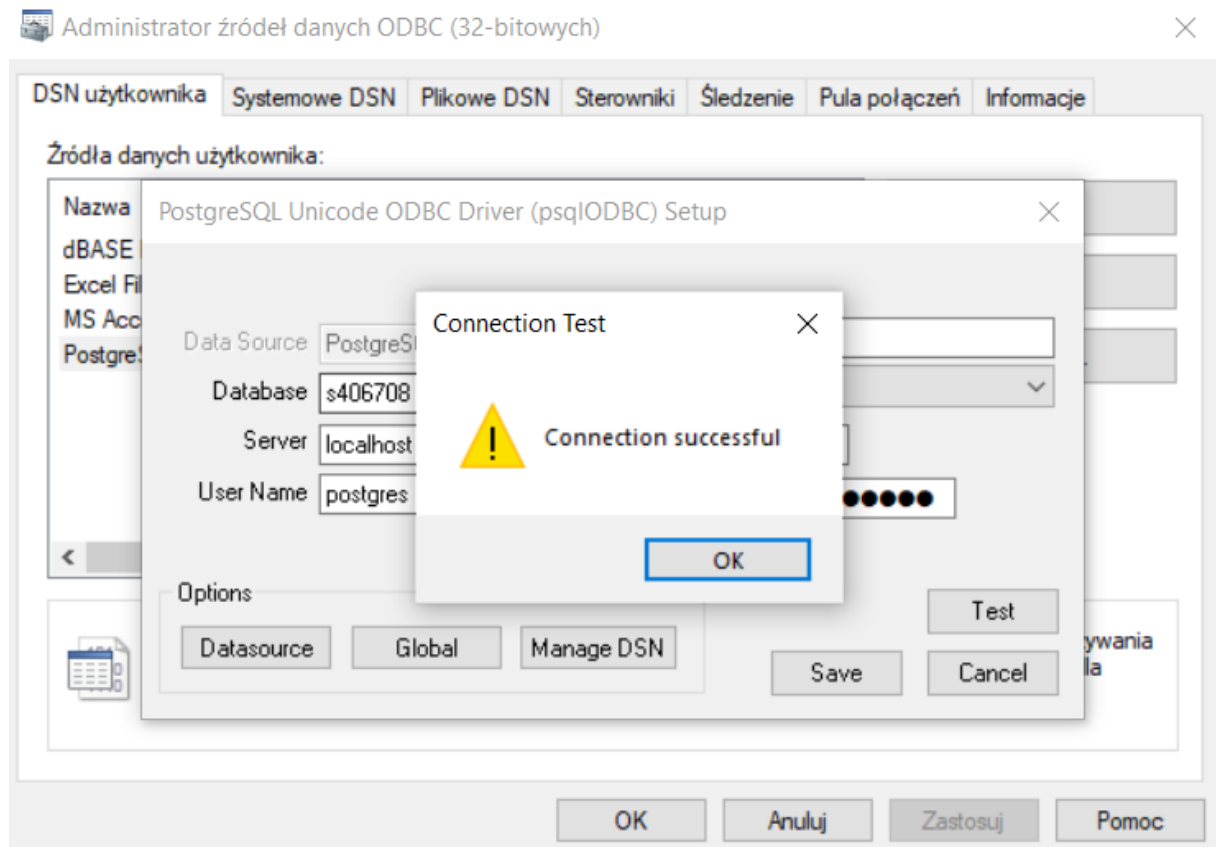 Administrator źródeł danych ODBC (32-bitowych)
DSN użytkownika Systemowe DSN Plikowe DSN Sterowniki Śledzenie Pula połączeń Informacje
Źródła danych użytkownika:
Nazwa
dBASE
Excel Fil
MS Acc
PostgreS
PostgreSQL Unicode ODBC Driver (psqlODBC) Setup
Data Source PostgreS
Database s406708
Server localhost
User Name postgres
Connection Test
Connection successful
OK
Options
Datasource Global Manage DSN
Test
Save Cancel
ywania
la
OK Anuluj Zastosuj Pomoc